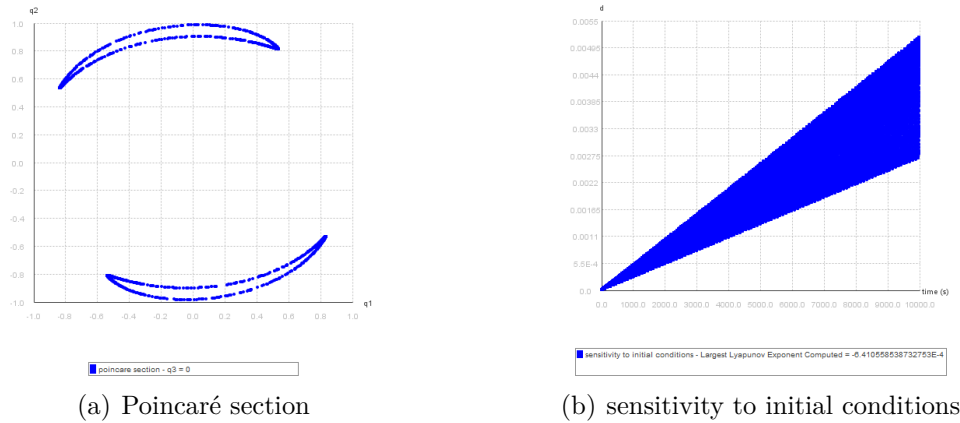 q2
1.0
0.8
0.6
0.4
0.2
0.0
-0.2
-0.4
-0.6
-0.8
-1.0
-1.0 -0.8 -0.6 -0.4 -0.2 0.0 0.2 0.4 0.6 0.8 1.0
q1
poincare section - q3 = 0
(a) Poincaré section
d
0.0055
0.00495
0.0044
0.00385
0.0033
0.00275
0.0022
0.00165
0.0011
5.5E-4
0.0
0.0 1000.0 2000.0 3000.0 4000.0 5000.0 6000.0 7000.0 8000.0 9000.0 10000.0
time (s)
sensitivity to initial conditions - Largest Lyapunov Exponent Computed = -6.410558538732753E-4
(b) sensitivity to initial conditions